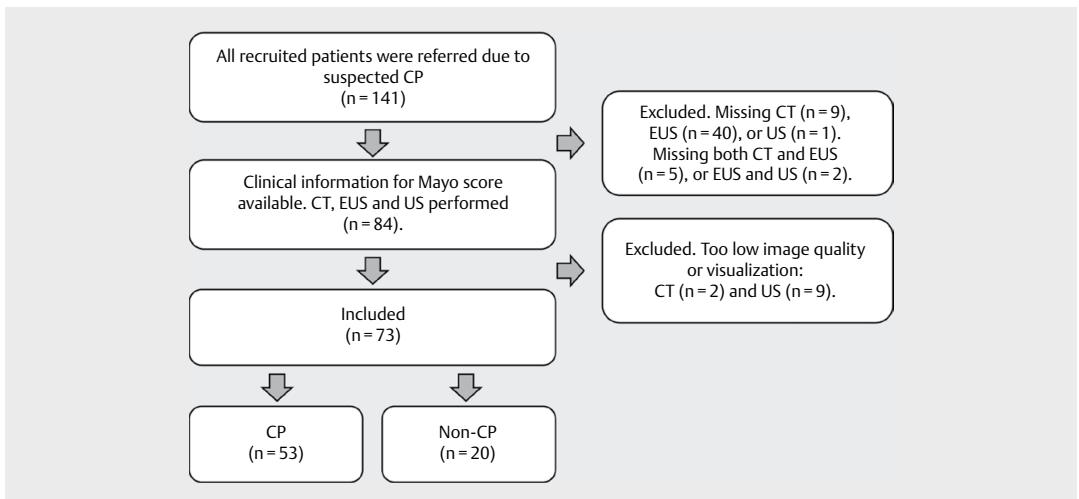 All recruited patients were referred due to
suspected CP
(n = 141)
Excluded. Missing CT (n = 9),
EUS (n = 40), or US (n = 1).
Missing both CT and EUS
(n = 5), or EUS and US (n = 2).
Clinical information for Mayo score
available. CT, EUS and US performed
(n = 84).
Excluded. Too low image quality
or visualization:
CT (n = 2) and US (n = 9).
Included
(n = 73)
CP
(n = 53)
Non-CP
(n = 20)